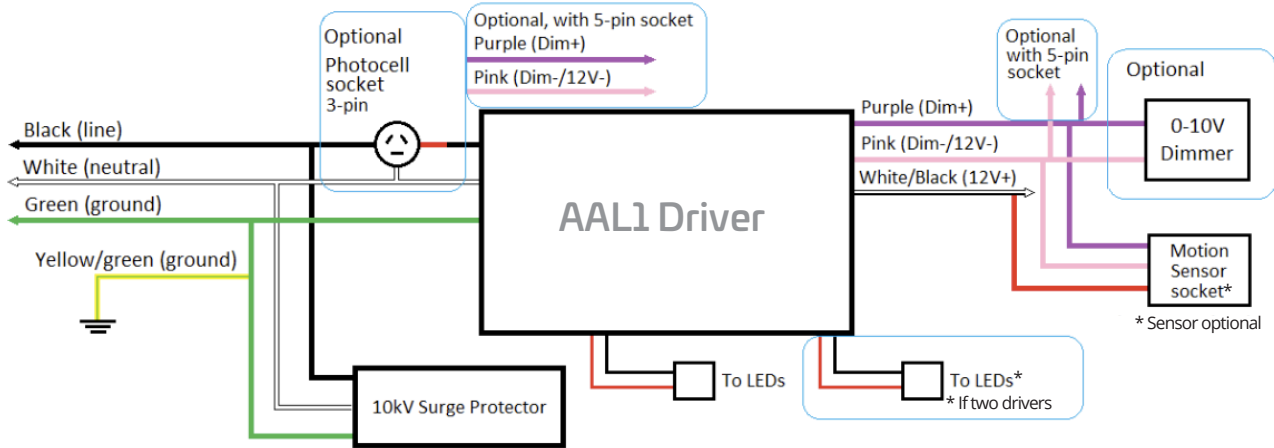 Optional
Photocell
socket
3-pin
Optional, with 5-pin socket
Purple (Dim+)
Pink (Dim-/12V-)
Black (line)
White (neutral)
Green (ground)
Yellow/green (ground)
10kV Surge Protector
AAL1 Driver
To LEDs
To LEDs*
* If two drivers
Purple (Dim+)
Pink (Dim-/12V-)
White/Black (12V+)
Optional
with 5-pin
socket
Optional
0-10V
Dimmer
Motion
Sensor
socket*
* Sensor optional